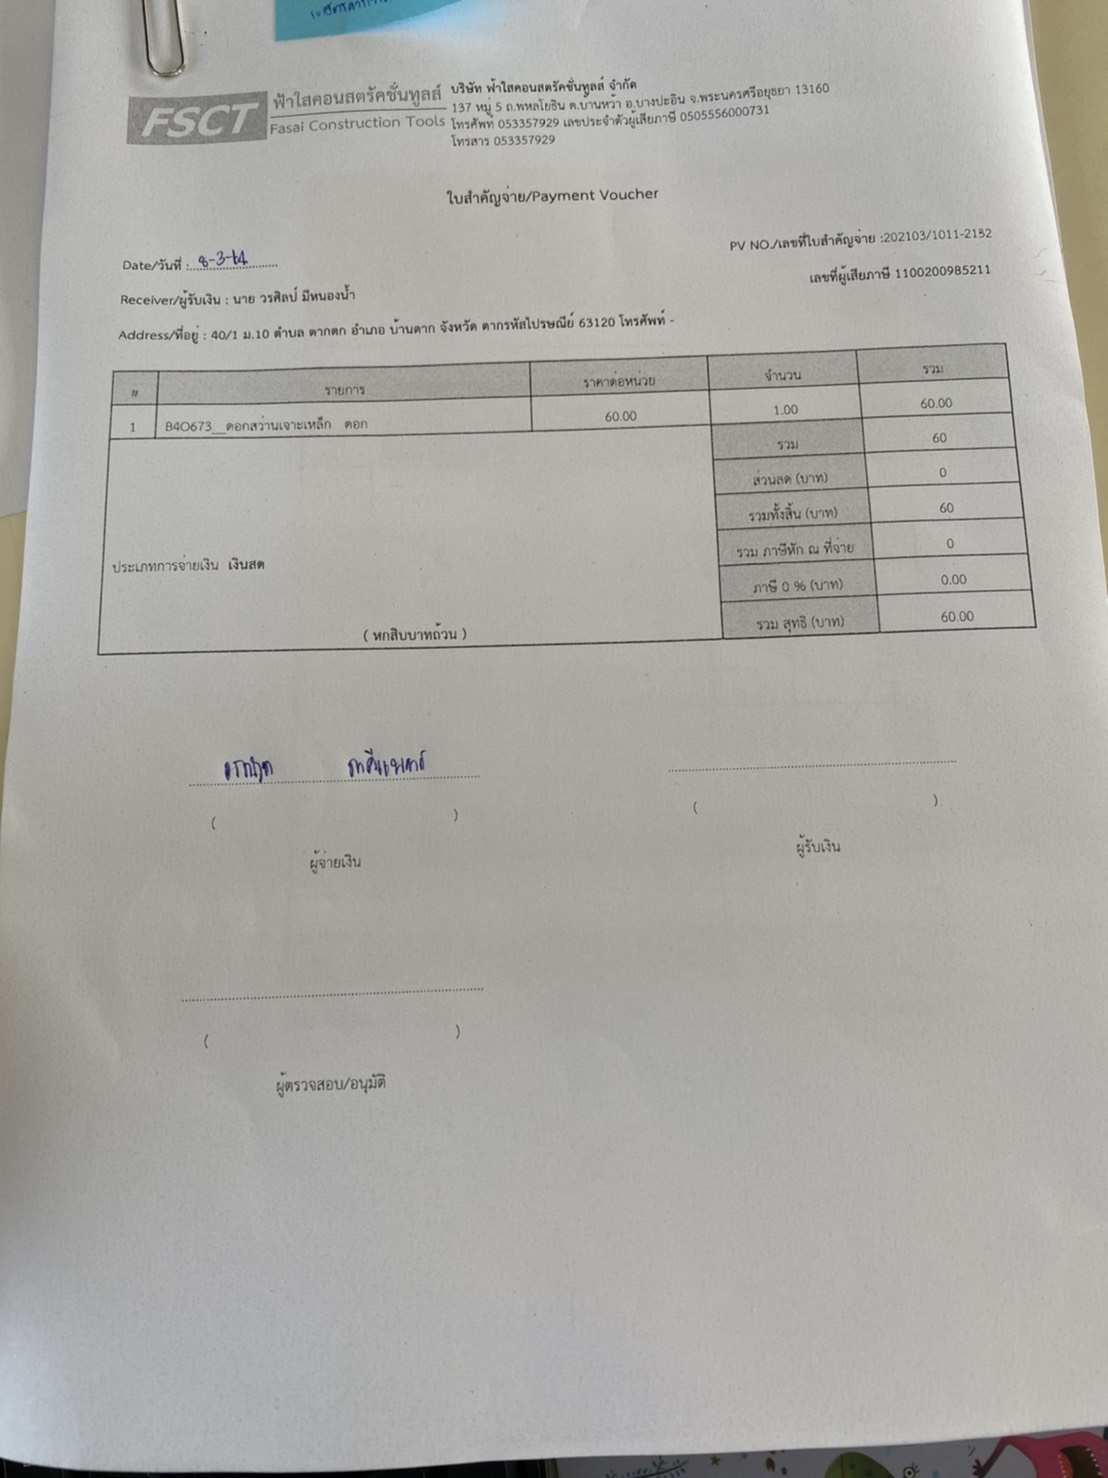 FSCT
ฟ้าใสคอนสตรัคชั่นทูลส์
Fasai Construction Tools
บริษัท ฟ้าใสคอนสตรัคชั่นทูลส์ จำกัด
137 หมู่ 5 ถ.พหลโยธิน ต.บ้านหว้า อ.บางปะอิน จ.พระนครศรีอยุธยา 13160
โทรศัพท์ 053357929 เลขประจำตัวผู้เสียภาษี 0505556000731
โทรสาร 053357929
ใบสำคัญจ่าย/Payment Voucher
PV NO./เลขที่ใบสำคัญจ่าย :202103/1011-2132
Date/วันที่ : 8-3-64
เลขที่ผู้เสียภาษี 1100200985211
Receiver/ผู้รับเงิน : นาย วรศิลป์ มีหนองน้ำ
Address/ที่อยู่ : 40/1 ม.10 ตำบล ตากตก อำเภอ บ้านตาก จังหวัด ตากรหัสไปรษณีย์ 63120 โทรศัพท์ -
# รายการ ราคาต่อหน่วย จำนวน รวม
1 B40673__ดอกสว่านเจาะเหล็ก ดอก 60.00 1.00 60.00
รวม 60
ส่วนลด (บาท) 0
รวมทั้งสิ้น (บาท) 60
รวม ภาษีหัก ณ ที่จ่าย 0
ประเภทการจ่ายเงิน เงินสด
ภาษี 0 % (บาท) 0.00
( หกสิบบาทถ้วน )
รวม สุทธิ (บาท) 60.00
( )
( )
ผู้จ่ายเงิน
ผู้รับเงิน
( )
ผู้ตรวจสอบ/อนุมัติ